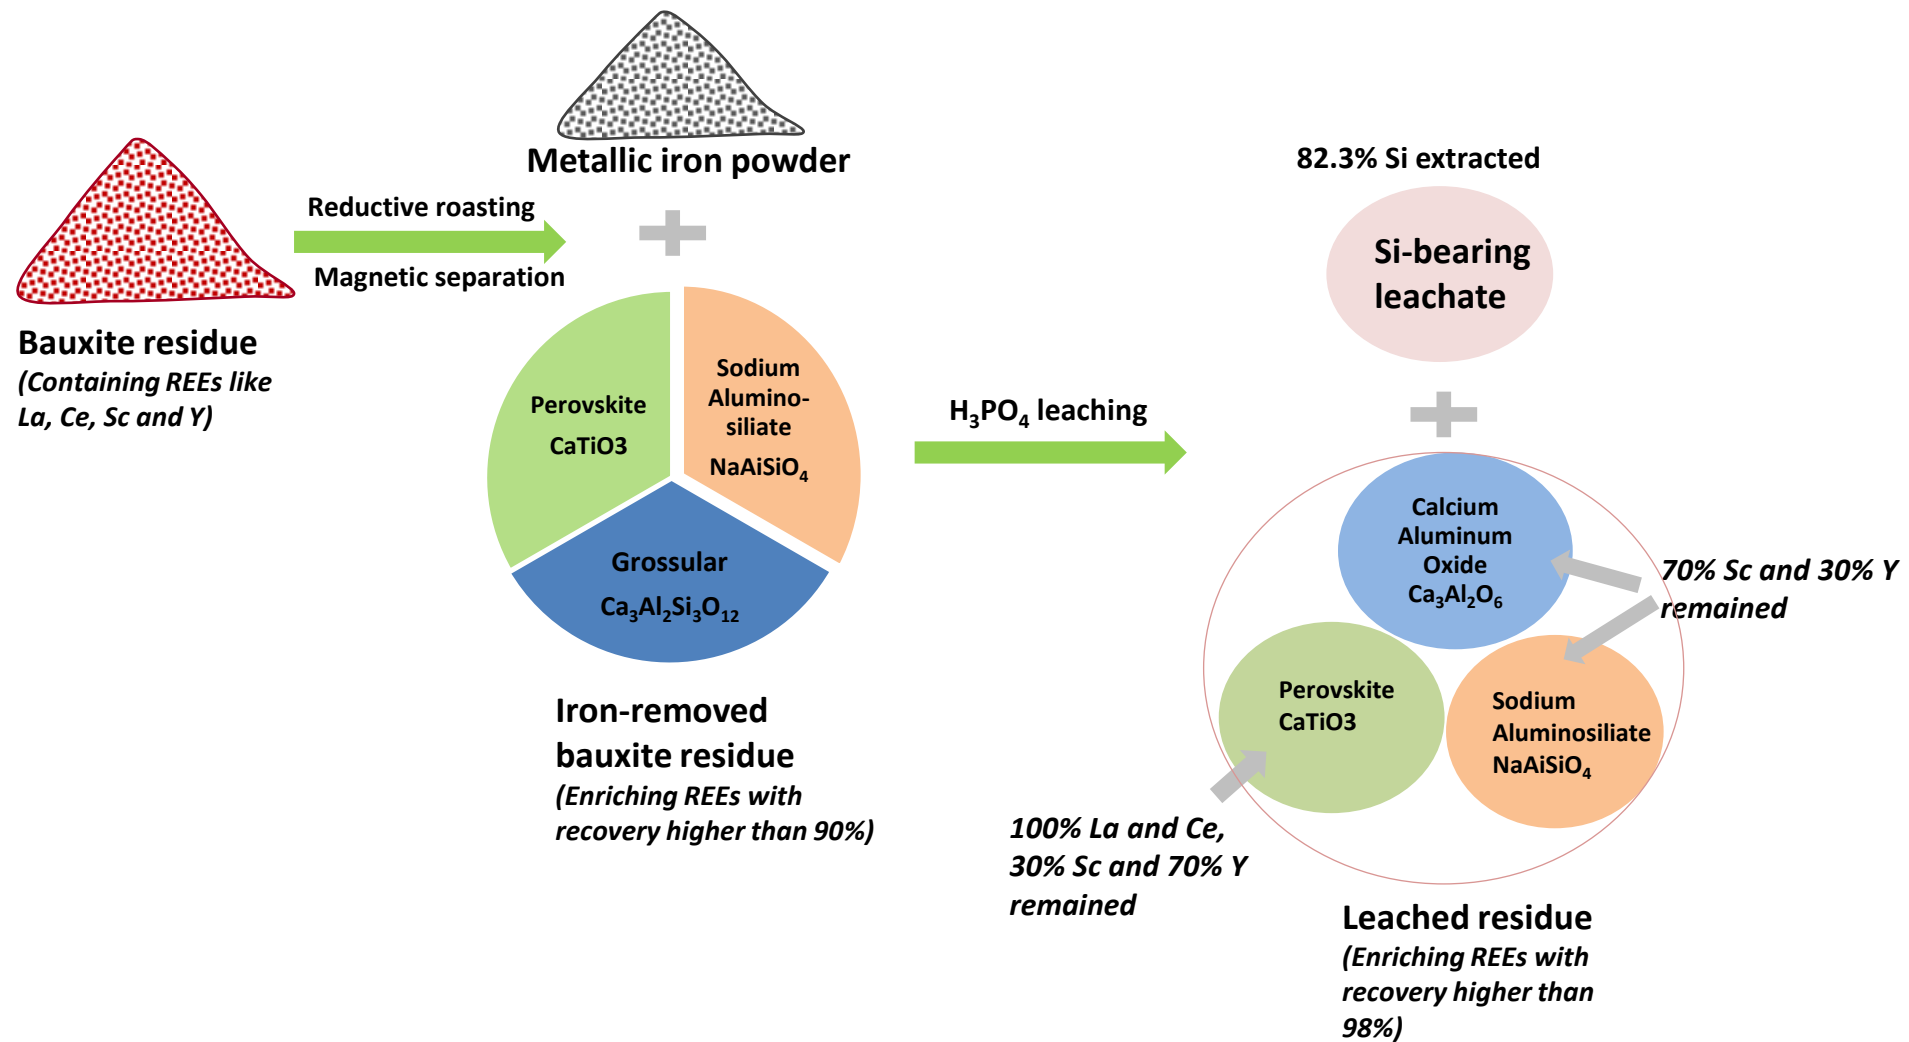 Metallic iron powder
Bauxite residue
(Containing REEs like
La, Ce, Sc and Y)
Reductive roasting
Magnetic separation
Perovskite
CaTiO3
Sodium
Alumino-
siliate
NaAiSiO₄
Grossular
Ca₃Al₂Si₃O₁₂
Iron-removed
bauxite residue
(Enriching REEs with
recovery higher than 90%)
H₃PO₄ leaching
82.3% Si extracted
Si-bearing
leachate
Calcium
Aluminum
Oxide
Ca₃Al₂O₆
70% Sc and 30% Y
remained
Perovskite
CaTiO3
Sodium
Aluminosiliate
NaAiSiO₄
100% La and Ce,
30% Sc and 70% Y
remained
Leached residue
(Enriching REEs with
recovery higher than
98%)